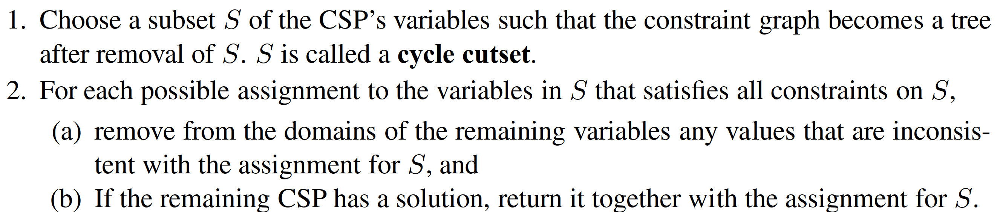 1. Choose a subset S of the CSP’s variables such that the constraint graph becomes a tree
after removal of S. S is called a cycle cutset.
2. For each possible assignment to the variables in S that satisfies all constraints on S,
(a) remove from the domains of the remaining variables any values that are inconsis-
tent with the assignment for S, and
(b) If the remaining CSP has a solution, return it together with the assignment for S.